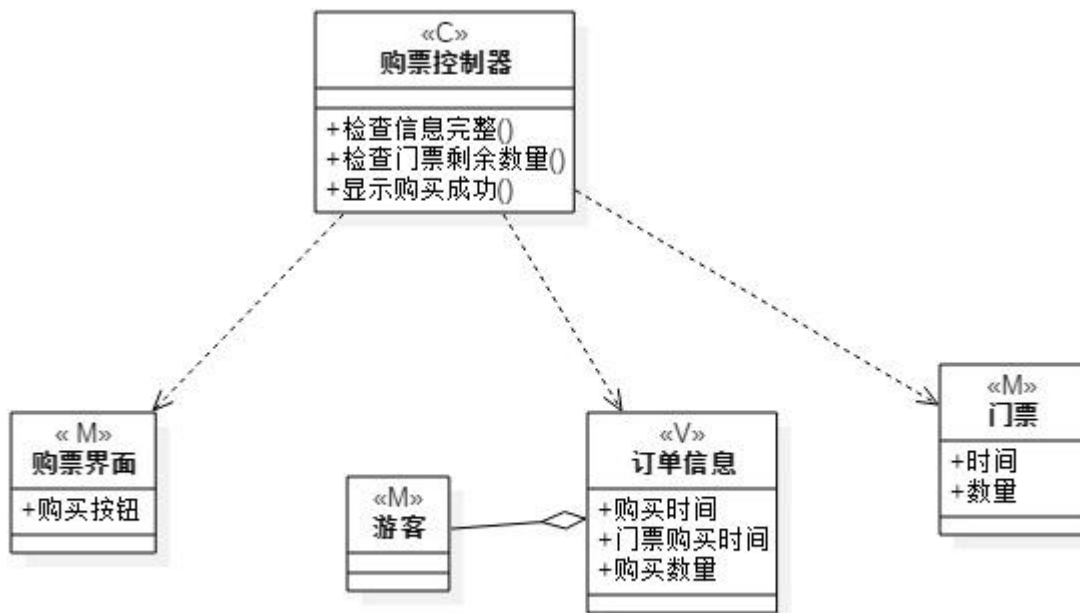 «C»
购票控制器
+检查信息完整()
+检查门票剩余数量()
+显示购买成功()
« M»
购票界面
+购买按钮
«M»
游客
«V»
订单信息
+购买时间
+门票购买时间
+购买数量
«M»
门票
+时间
+数量